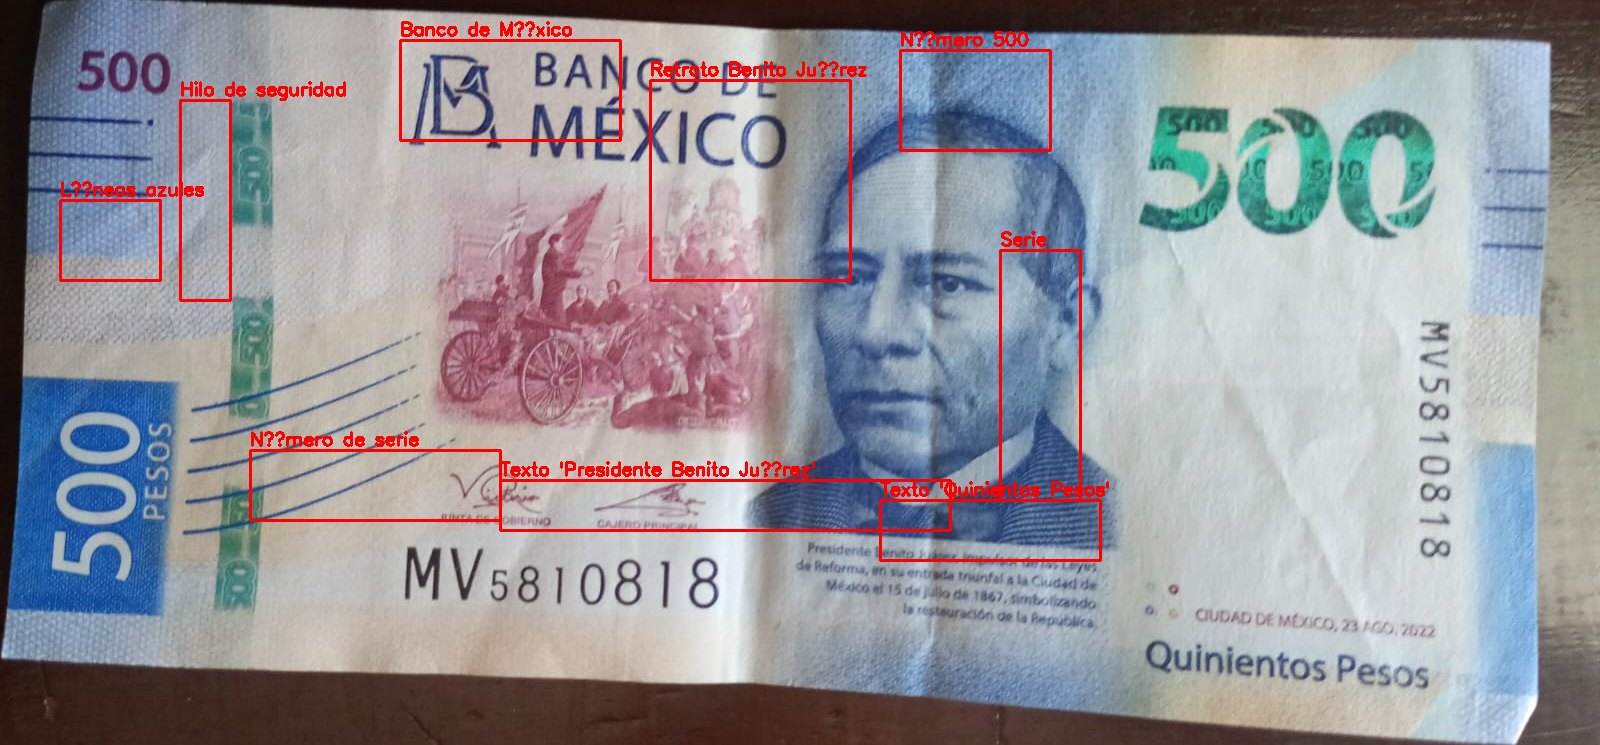 500
Banco de M??xico
N??mero 500
BANCO DE
MÉXICO
Retrato Benito Ju??rez
Hilo de seguridad
500
L??neas azules
Serie
500
500
PESOS
N??mero de serie
Texto 'Presidente Benito Ju??rez'
Texto 'Quinientos Pesos'
JUNTA DE GOBIERNO
CAJERO PRINCIPAL
MV5810818
MV5810818
Presidente Benito Juárez, impulsor de las Leyes
de Reforma, en su entrada triunfal a la Ciudad de
México el 15 de julio de 1867, simbolizando
la restauración de la República.
CIUDAD DE MÉXICO, 23 AGO. 2022
Quinientos Pesos